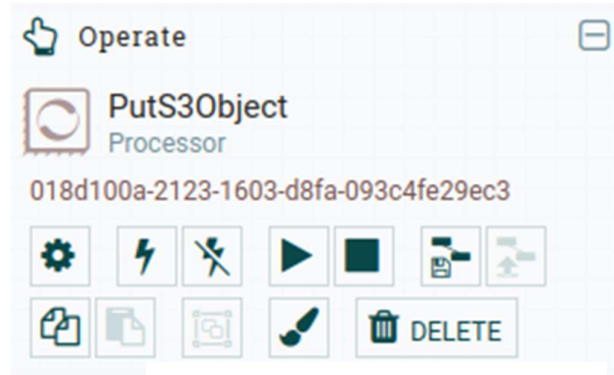 Operate
PutS3Object
Processor
018d100a-2123-1603-d8fa-093c4fe29ec3
DELETE